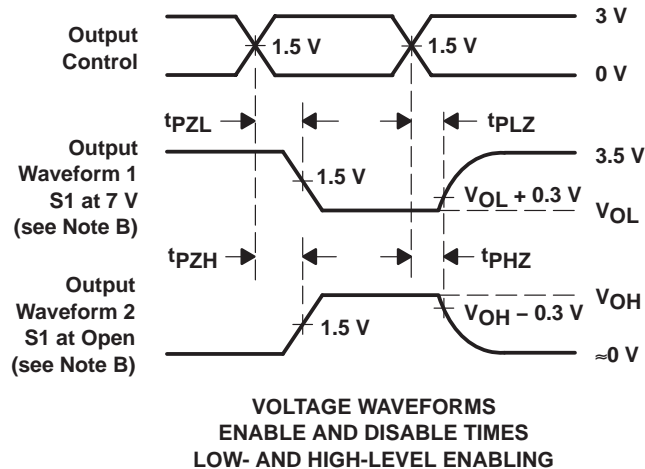 Output
Control
1.5 V
1.5 V
3 V
0 V
tPZL
tPLZ
Output
Waveform 1
S1 at 7 V
(see Note B)
1.5 V
3.5 V
VOL + 0.3 V
VOL
tPZH
tPHZ
Output
Waveform 2
S1 at Open
(see Note B)
1.5 V
VOH
VOH − 0.3 V
≈0 V
VOLTAGE WAVEFORMS
ENABLE AND DISABLE TIMES
LOW- AND HIGH-LEVEL ENABLING